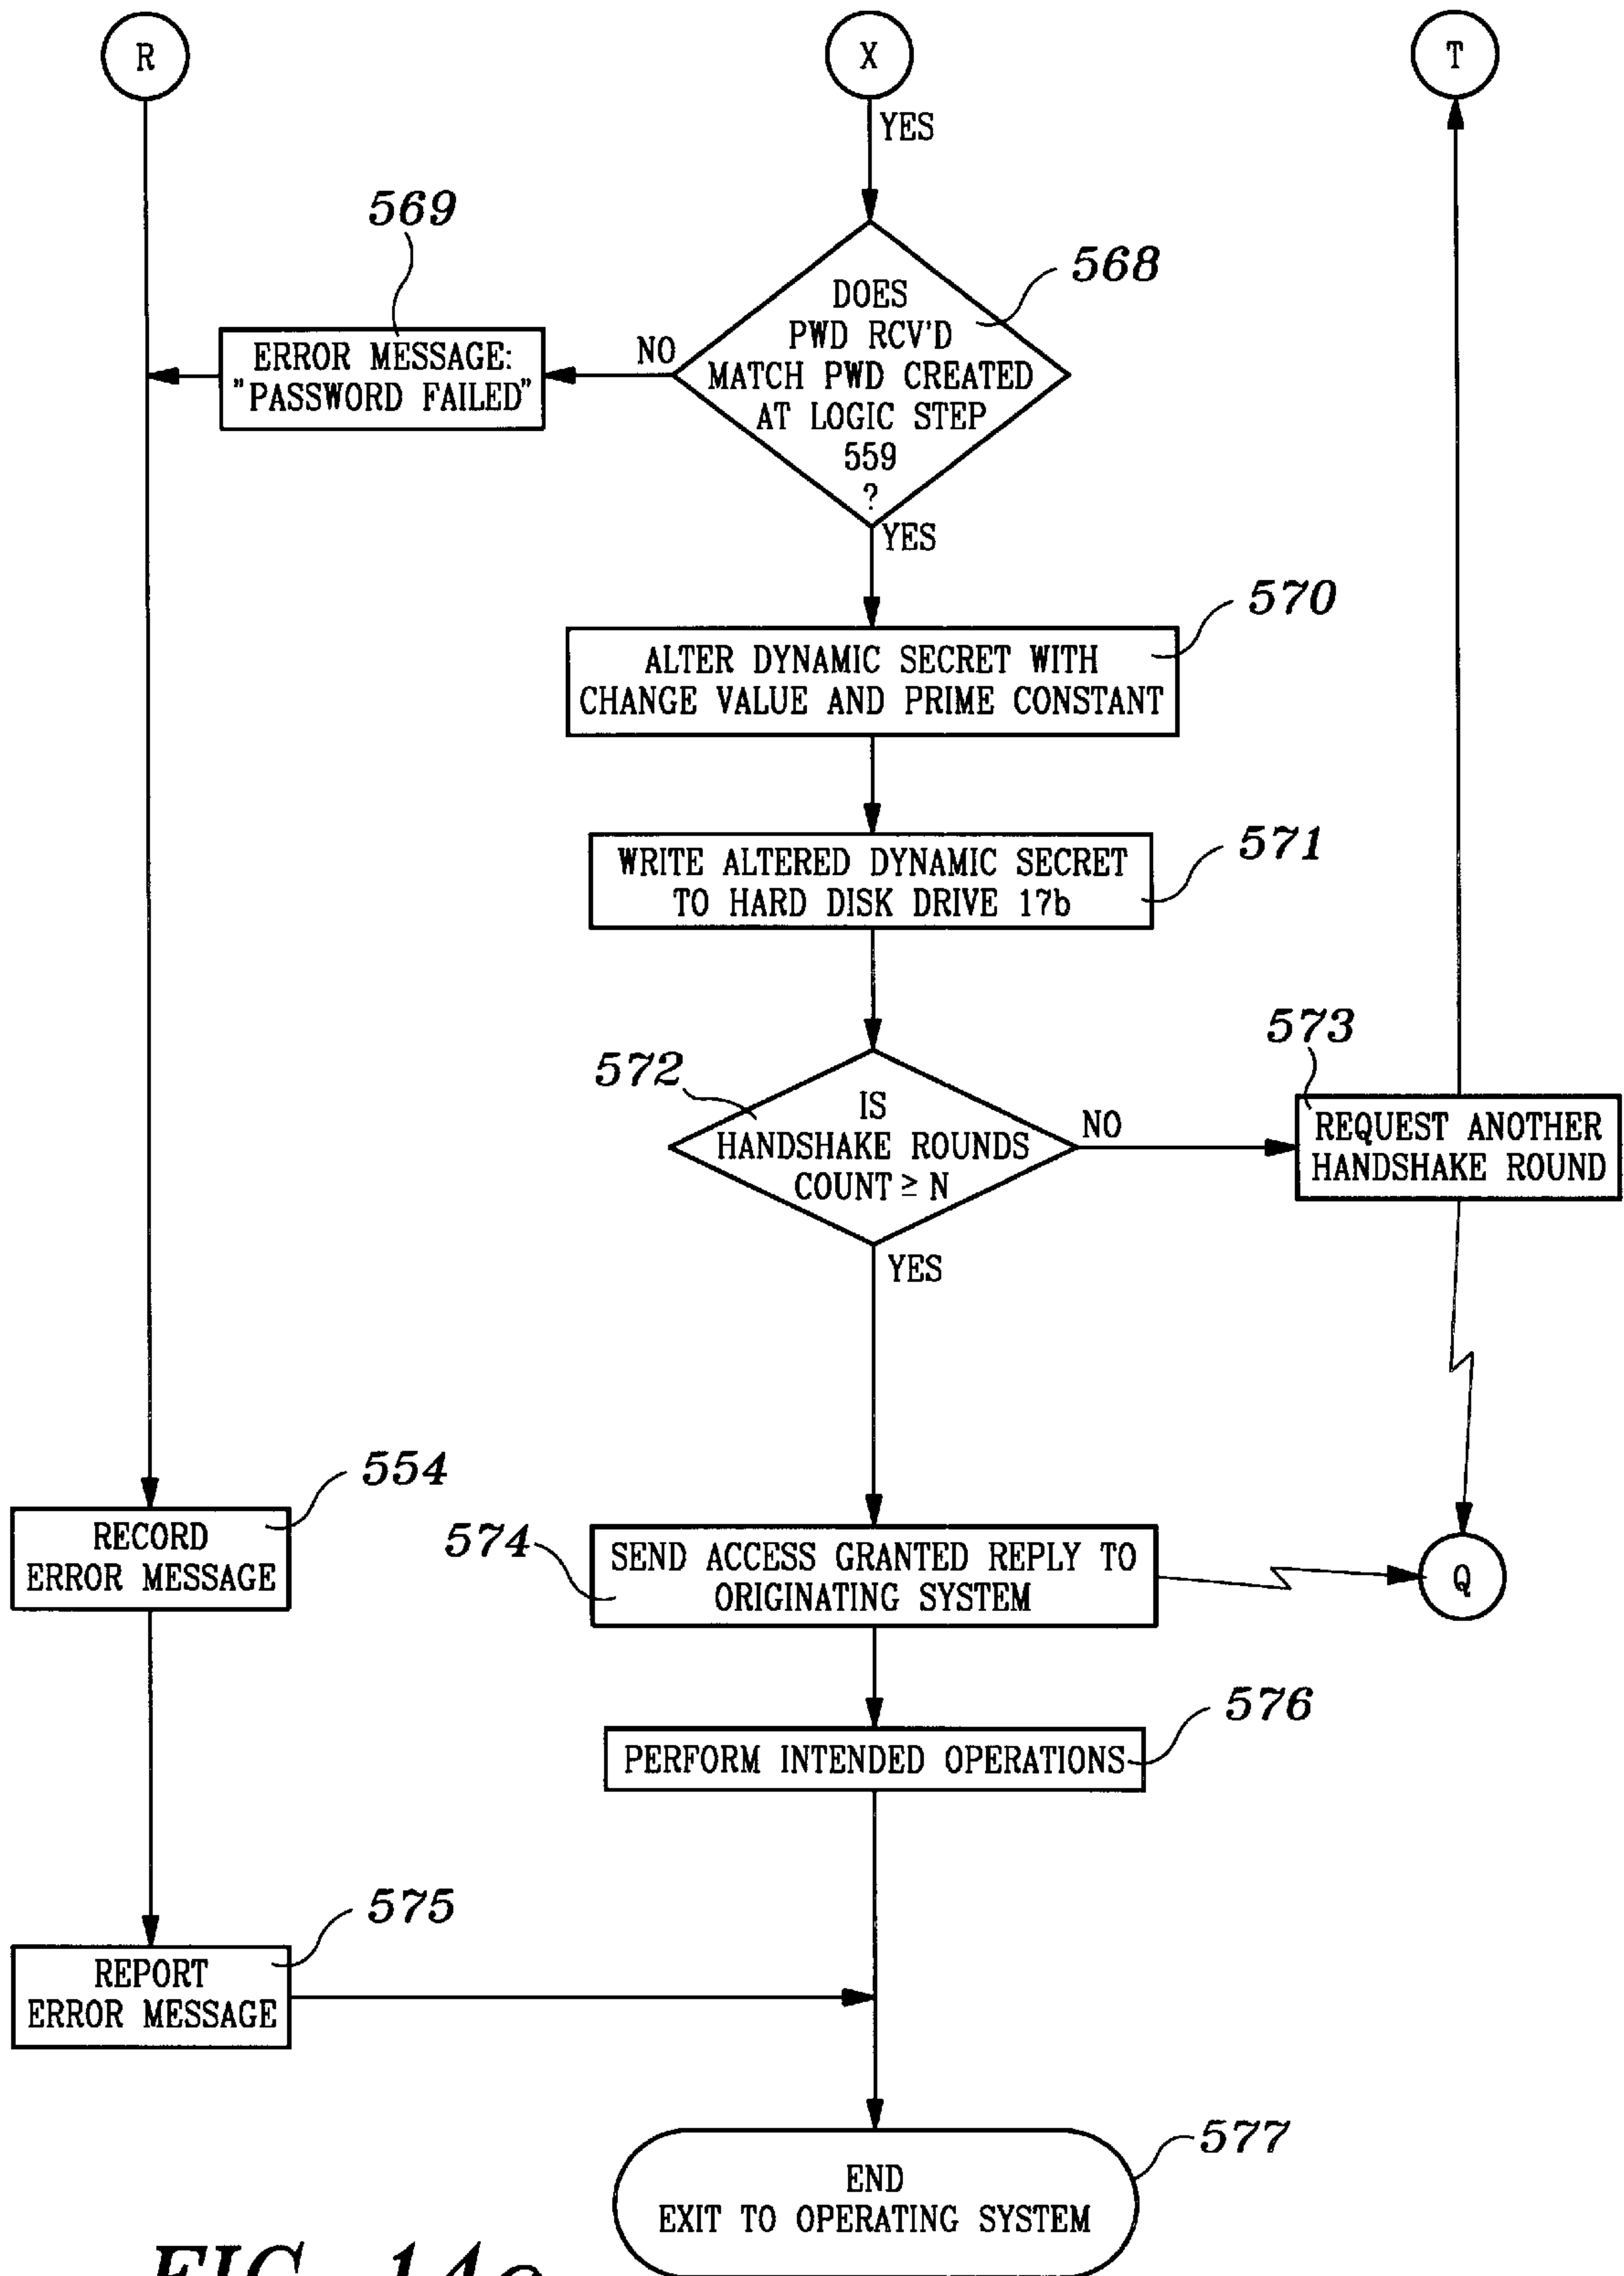 R
X
T
YES
569
568
DOES
PWD RCV'D
MATCH PWD CREATED
AT LOGIC STEP
559
?
NO
ERROR MESSAGE:
"PASSWORD FAILED"
YES
570
ALTER DYNAMIC SECRET WITH
CHANGE VALUE AND PRIME CONSTANT
571
WRITE ALTERED DYNAMIC SECRET
TO HARD DISK DRIVE 17b
572
IS
HANDSHAKE ROUNDS
COUNT ≥ N
NO
573
REQUEST ANOTHER
HANDSHAKE ROUND
YES
554
RECORD
ERROR MESSAGE
574
SEND ACCESS GRANTED REPLY TO
ORIGINATING SYSTEM
Q
576
PERFORM INTENDED OPERATIONS
575
REPORT
ERROR MESSAGE
577
END
EXIT TO OPERATING SYSTEM
FIG. 14